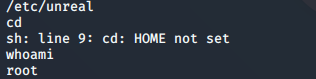 /etc/unreal
cd
sh: line 9: cd: HOME not set
whoami
root